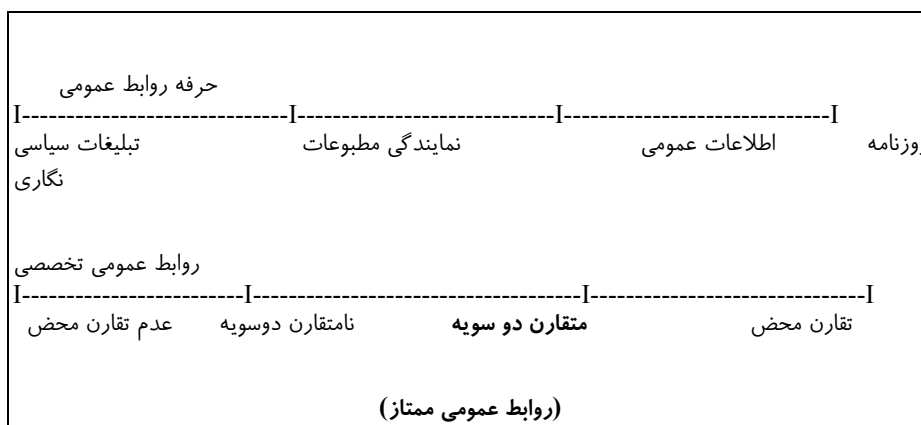 حرفه روابط عمومی
I------------------------------I-----------------------------I------------------------------I
تبلیغات سیاسی نمایندگی مطبوعات اطلاعات عمومی وزنامه
نگاری
روابط عمومی تخصصی
I-------------------------I-------------------------------------I-------------------------------I
عدم تقارن محض نامتقارن دوسویه متقارن دو سویه تقارن محض
(روابط عمومی ممتاز)